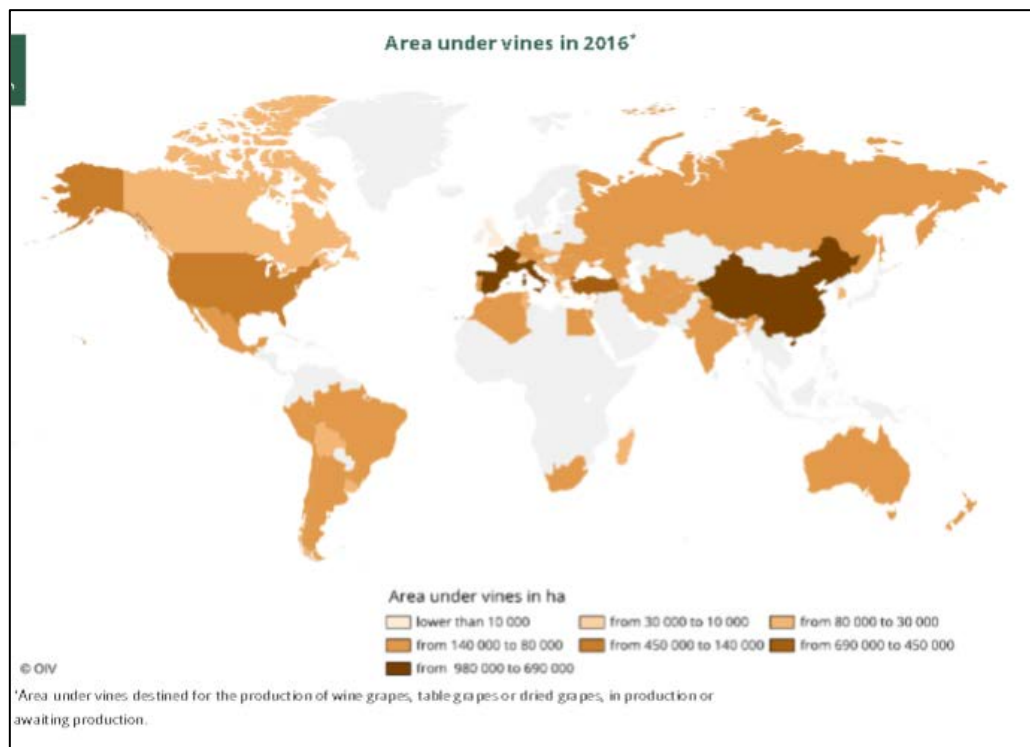 Area under vines in 2016*
Area under vines in ha
lower than 10 000
from 30 000 to 10 000
from 80 000 to 30 000
from 140 000 to 80 000
from 450 000 to 140 000
from 690 000 to 450 000
from 980 000 to 690 000
© OIV
*Area under vines destined for the production of wine grapes, table grapes or dried grapes, in production or
awaiting production.